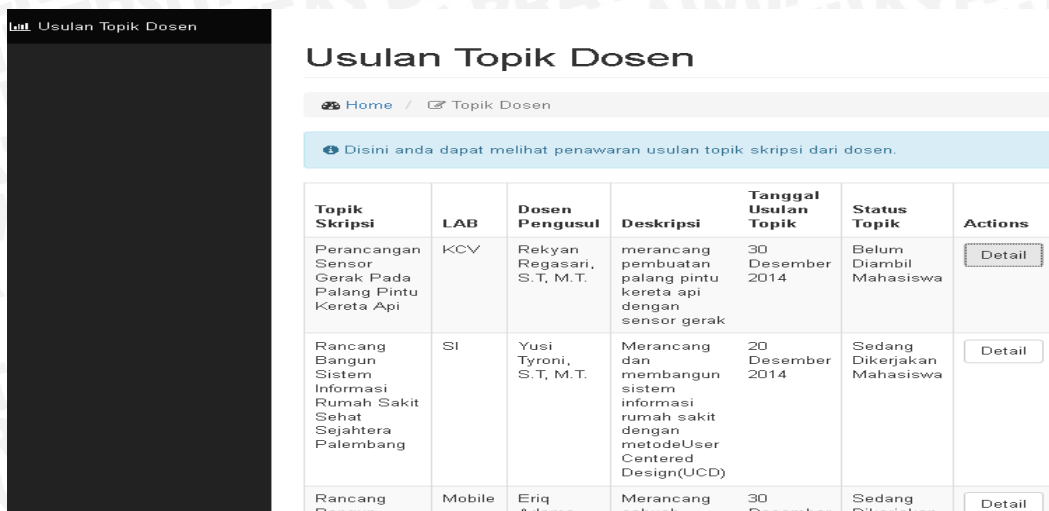 Usulan Topik Dosen
Usulan Topik Dosen
Home / Topik Dosen
Disini anda dapat melihat penawaran usulan topik skripsi dari dosen.
Topik Skripsi LAB Dosen Pengusul Deskripsi Tanggal Usulan Topik Status Topik Actions
Perancangan Sensor Gerak Pada Palang Pintu Kereta Api KCV Rekyan Regasari, S.T, M.T. merancang pembuatan palang pintu kereta api dengan sensor gerak 30 Desember 2014 Belum Diambil Mahasiswa Detail
Rancang Bangun Sistem Informasi Rumah Sakit Sehat Sejahtera Palembang SI Yusi Tyroni, S.T, M.T. Merancang dan membangun sistem informasi rumah sakit dengan metodeUser Centered Design(UCD) 20 Desember 2014 Sedang Dikerjakan Mahasiswa Detail
Rancang Mobile Eriq Merancang 30 Sedang Detail